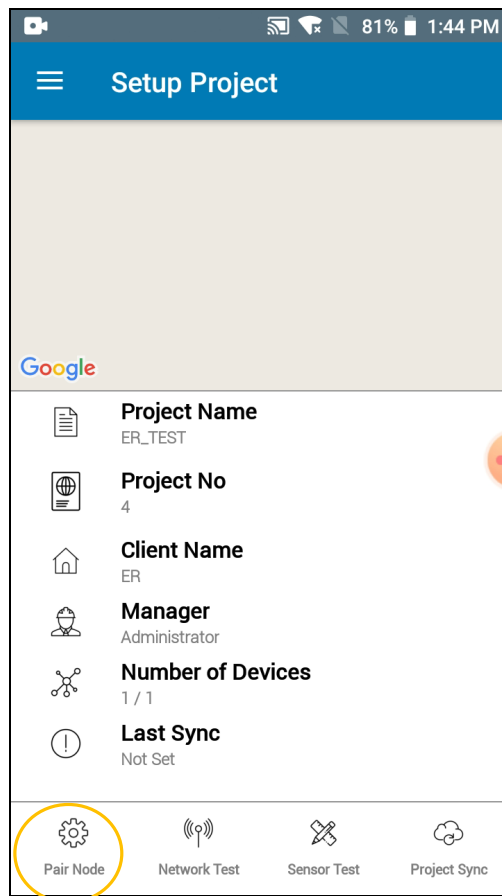 81% 1:44 PM
Setup Project
Google
Project Name
ER_TEST
Project No
4
Client Name
ER
Manager
Administrator
Number of Devices
1 / 1
Last Sync
Not Set
Pair Node Network Test Sensor Test Project Sync